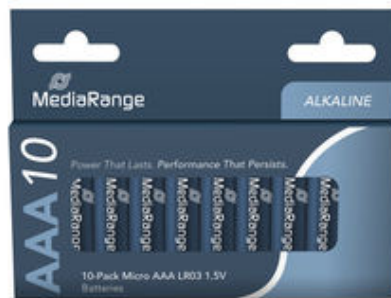 MediaRange
ALKALINE
Power That Lasts. Performance That Persists.
AAA 10
MediaRange
MediaRange
MediaRange
MediaRange
MediaRange
MediaRange
MediaRange
MediaRange
10-Pack Micro AAA LR03 1.5V
Batteries